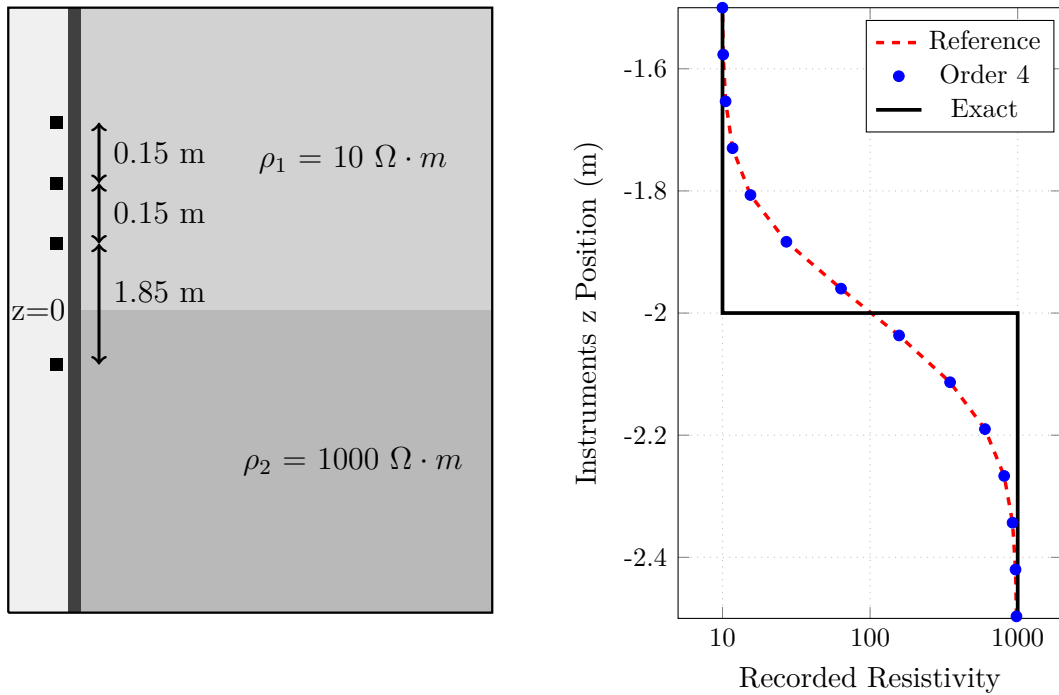 0.15 m
ρ₁ = 10 Ω · m
0.15 m
1.85 m
z=0
ρ₂ = 1000 Ω · m
Reference
Order 4
Exact
-1.6
-1.8
-2
-2.2
-2.4
Instruments z Position (m)
10 100 1000
Recorded Resistivity